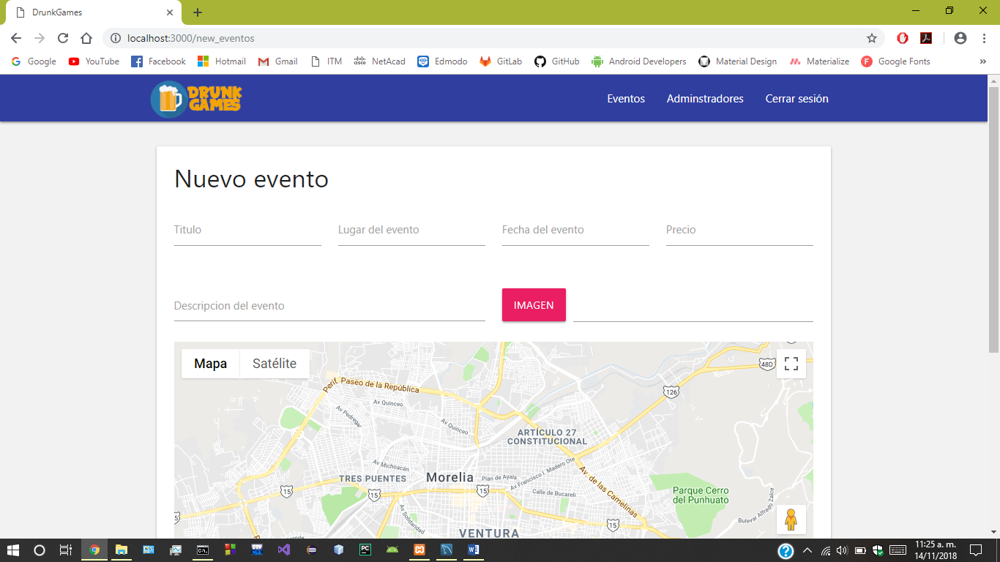 DrunkGames
localhost:3000/new_eventos
Google YouTube Facebook Hotmail Gmail ITM NetAcad Edmodo GitLab GitHub Android Developers Material Design Materialize Google Fonts »
DRUNK
GAMES
Eventos Adminstradores Cerrar sesión
Nuevo evento
Titulo Lugar del evento Fecha del evento Precio
Descripcion del evento IMAGEN
Mapa Satélite
48D
Perif. Paseo de la República
126
Av Quinceo
Av Pedregal
Av Quinceo
ARTÍCULO 27
CONSTITUCIONAL
Av Michoacán
Av Francisco I. Madero Ote
TRES PUENTES
Morelia
Plan de Ayala
Av. de las Camelinas
15
15
15
Calle de Bucareli
Parque Cerro
del Punhuato
Bulevar Alfredo Zalce
Av Solidaridad
15
VENTURA
11:25 a. m.
14/11/2018